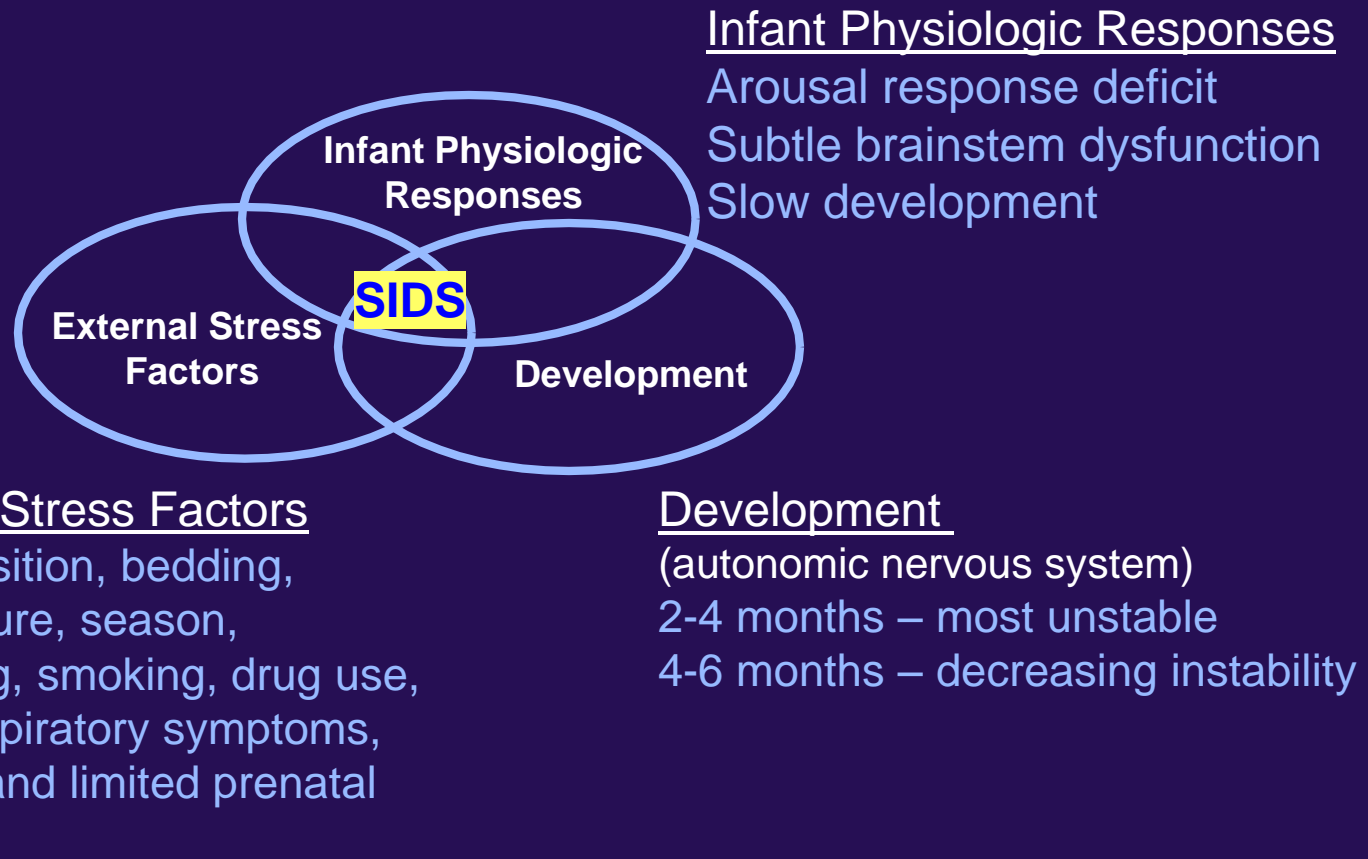 Infant Physiologic Responses
Arousal response deficit
Subtle brainstem dysfunction
Slow development
Infant Physiologic
Responses
SIDS
External Stress
Factors
Development
Stress Factors
sition, bedding,
ure, season,
g, smoking, drug use,
piratory symptoms,
and limited prenatal
Development
(autonomic nervous system)
2-4 months – most unstable
4-6 months – decreasing instability